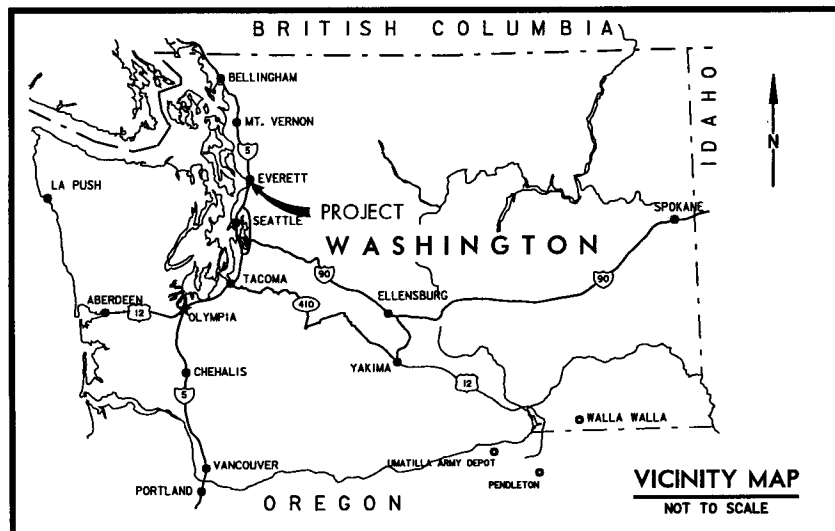 BRITISH COLUMBIA
BELLINGHAM
MT. VERNON
5
EVERETT
IDAHO
N
LA PUSH
PROJECT
SEATTLE
SPOKANE
WASHINGTON
90
90
TACOMA
410
ELLENSBURG
ABERDEEN
12
OLYMPIA
YAKIMA
12
CHEHALIS
5
WALLA WALLA
UMATILLA ARMY DEPOT
VANCOUVER
PENDLETON
PORTLAND
OREGON
VICINITY MAP
NOT TO SCALE